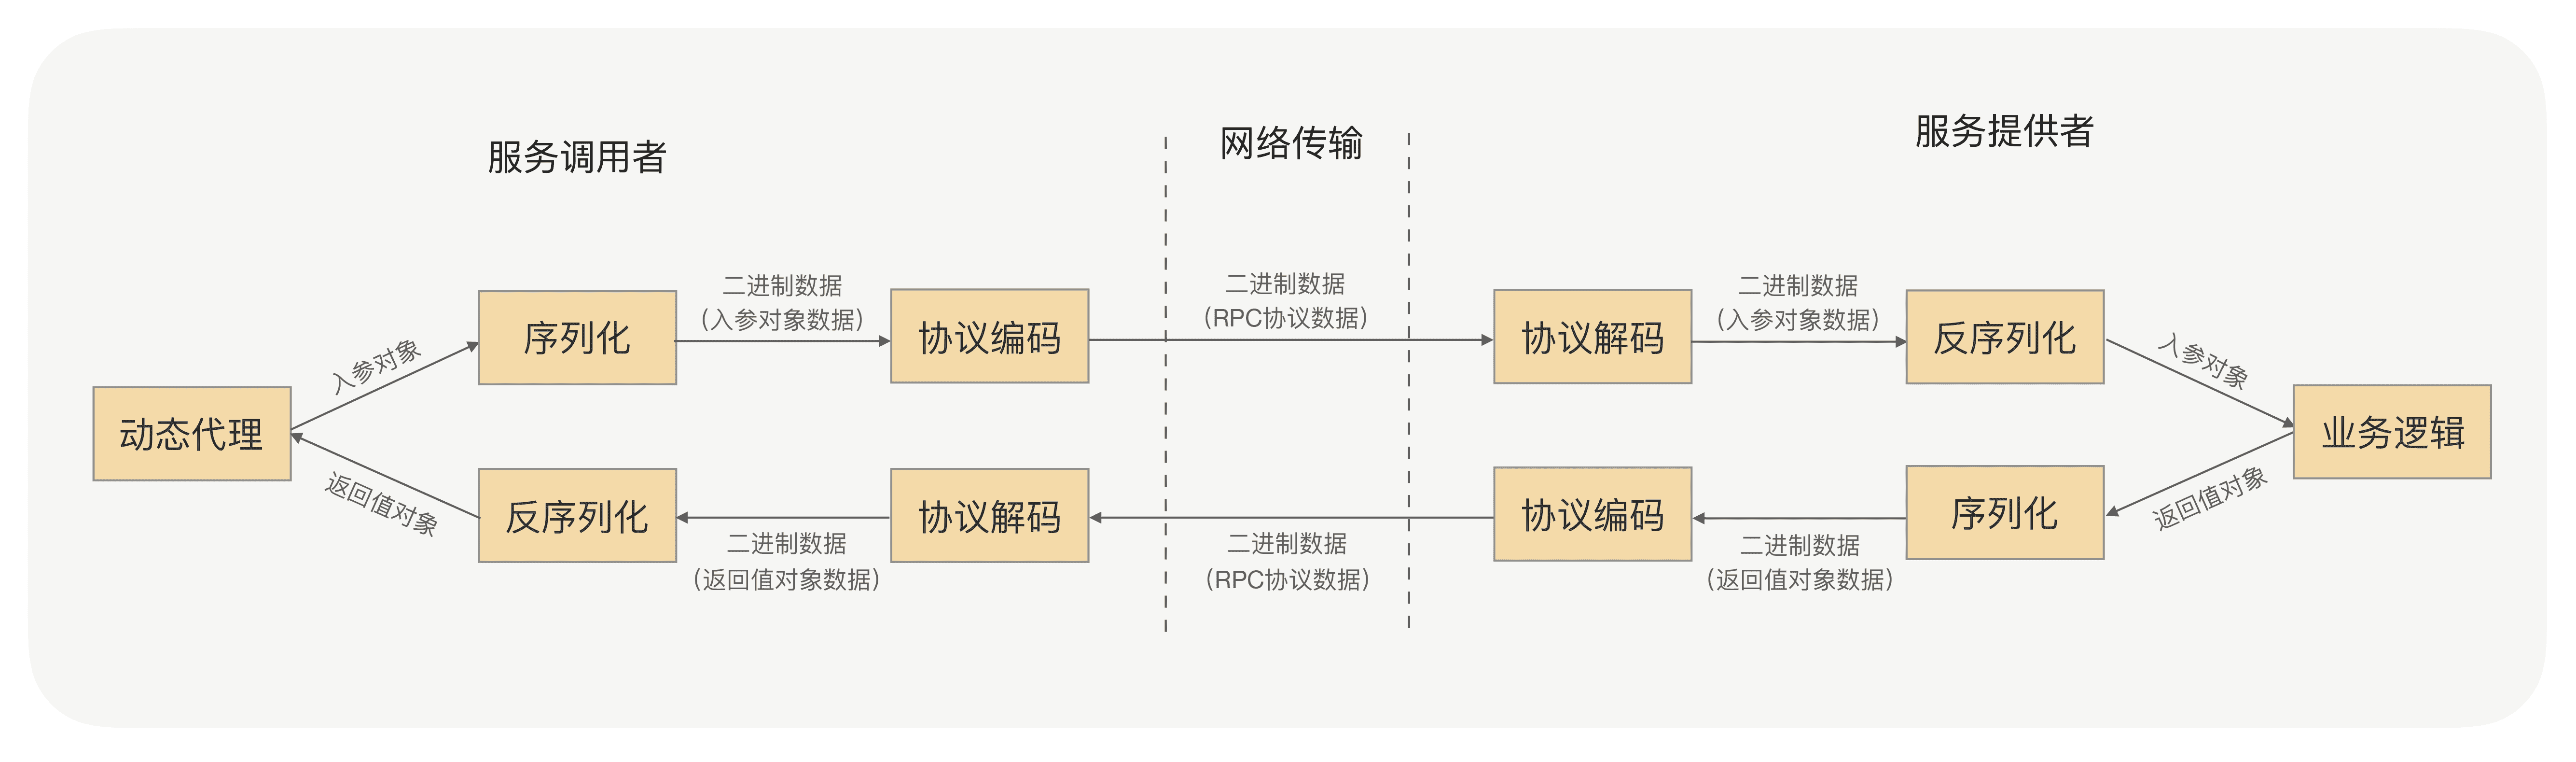 服务调用者
网络传输
服务提供者
二进制数据
(入参对象数据)
二进制数据
(RPC协议数据)
二进制数据
(入参对象数据)
序列化
协议编码
协议解码
反序列化
入参对象
入参对象
动态代理
业务逻辑
返回值对象
返回值对象
反序列化
协议解码
协议编码
序列化
二进制数据
(返回值对象数据)
二进制数据
(RPC协议数据)
二进制数据
(返回值对象数据)